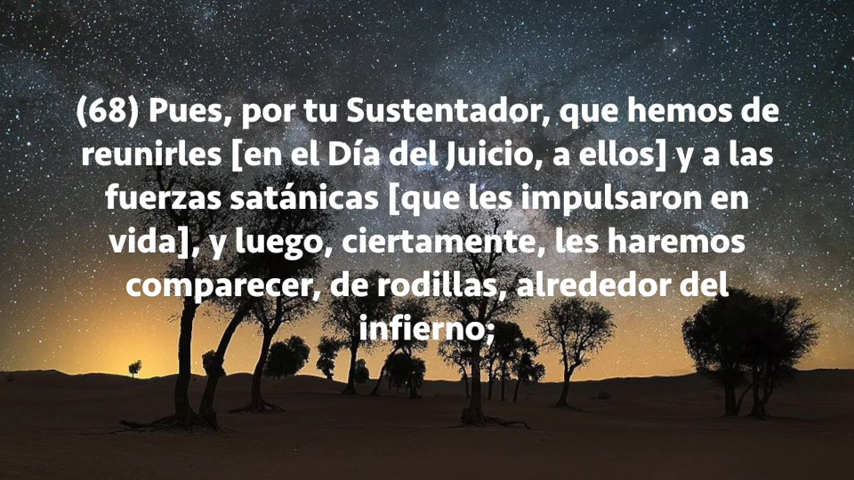 (68) Pues, por tu Sustentador, que hemos de
reunirles [en el Día del Juicio, a ellos] y a las
fuerzas satánicas [que les impulsaron en
vida], y luego, ciertamente, les haremos
comparecer, de rodillas, alrededor del
infierno;